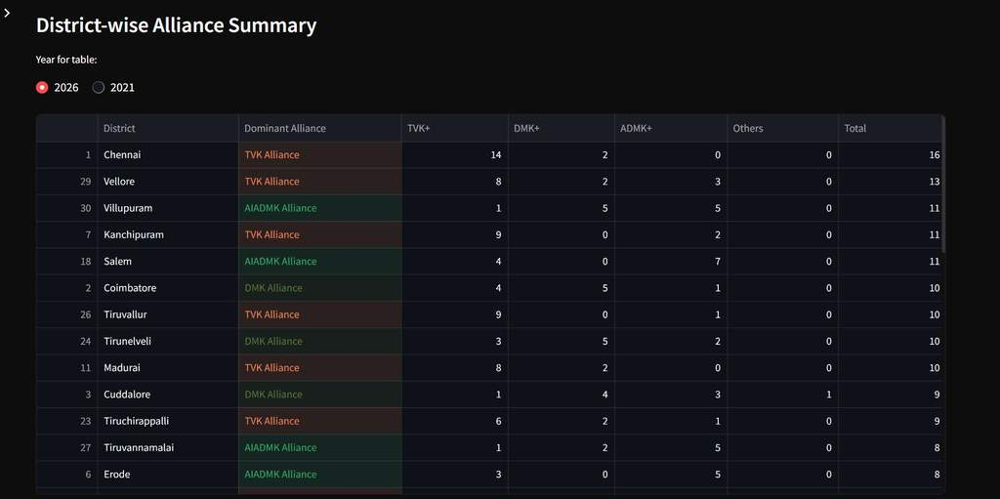 District-wise Alliance Summary
Year for table:
2026 2021
District Dominant Alliance TVK+ DMK+ ADMK+ Others Total
1 Chennai TVK Alliance 14 2 0 0 16
29 Vellore TVK Alliance 8 2 3 0 13
30 Villupuram AIADMK Alliance 1 5 5 0 11
7 Kanchipuram TVK Alliance 9 0 2 0 11
18 Salem AIADMK Alliance 4 0 7 0 11
2 Coimbatore DMK Alliance 4 5 1 0 10
26 Tiruvallur TVK Alliance 9 0 1 0 10
24 Tirunelveli DMK Alliance 3 5 2 0 10
11 Madurai TVK Alliance 8 2 0 0 10
3 Cuddalore DMK Alliance 1 4 3 1 9
23 Tiruchirappalli TVK Alliance 6 2 1 0 9
27 Tiruvannamalai AIADMK Alliance 1 2 5 0 8
6 Erode AIADMK Alliance 3 0 5 0 8